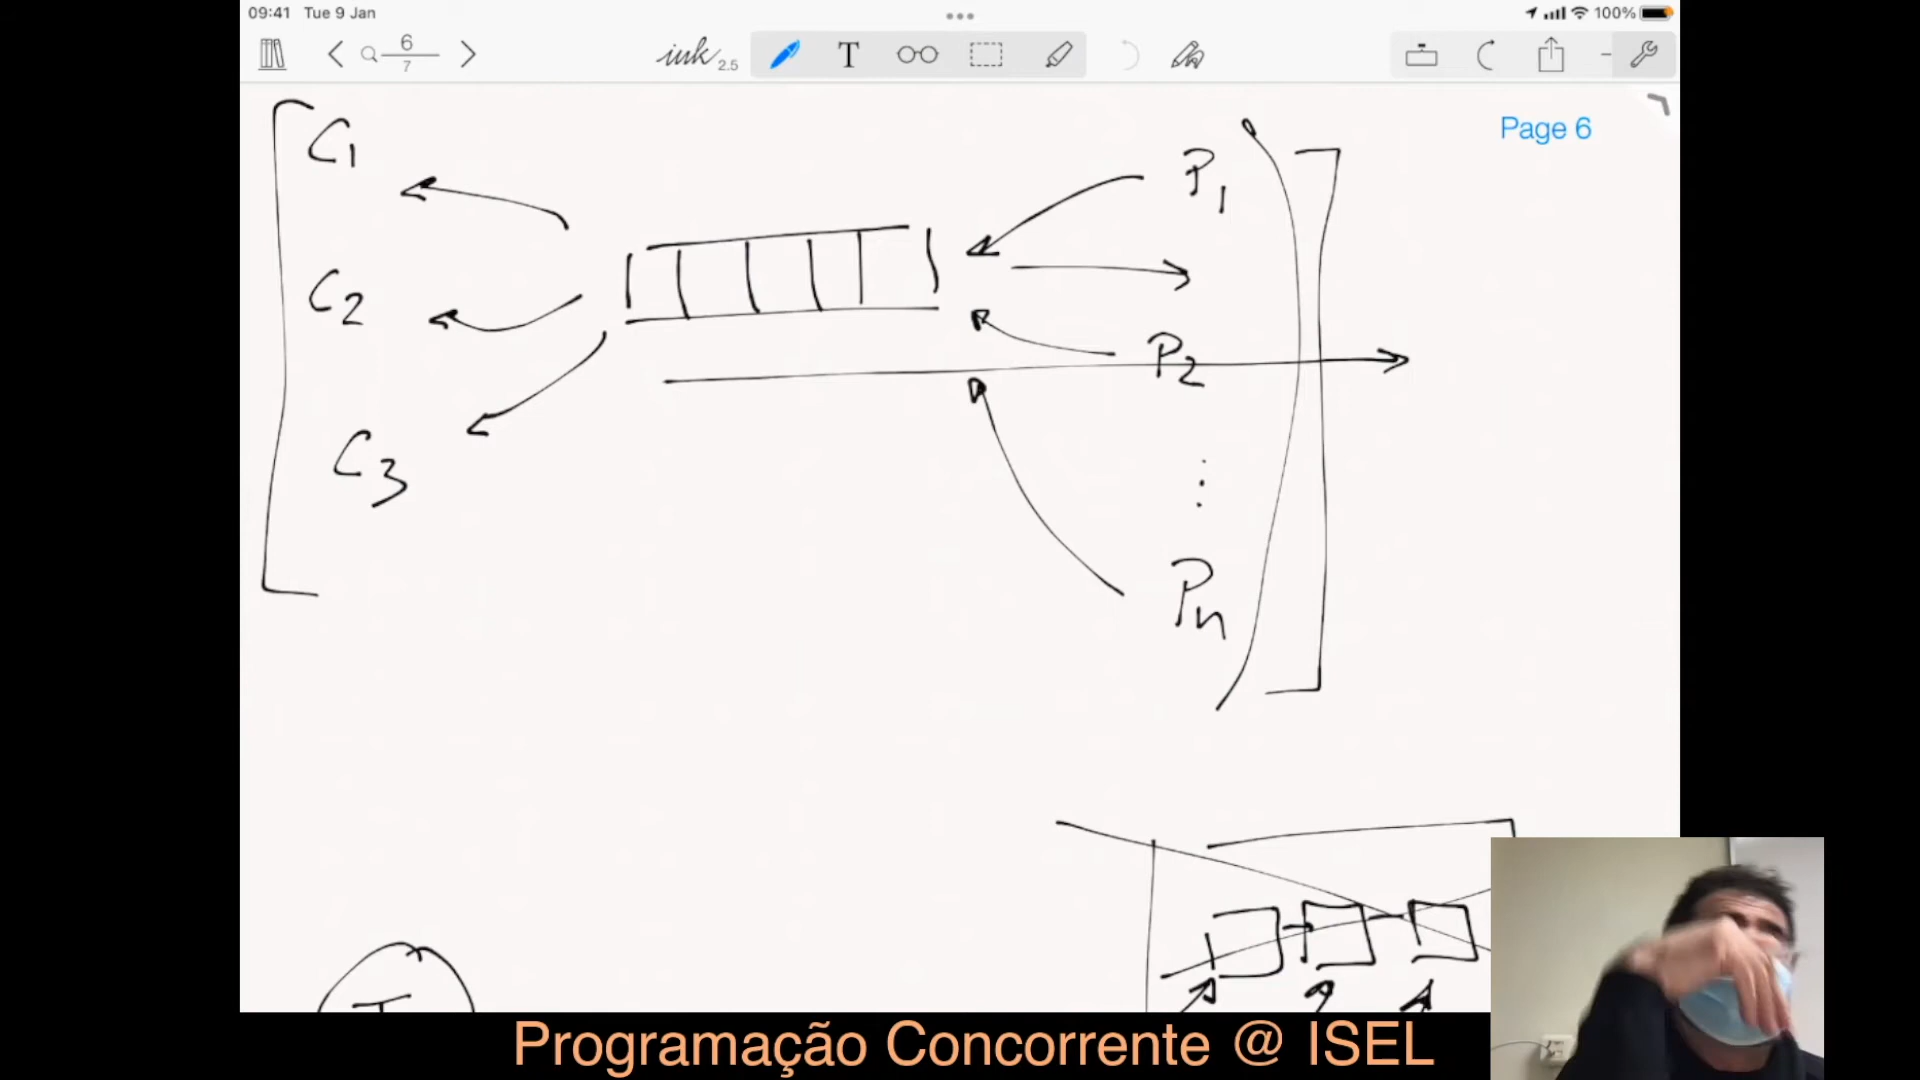 09:41 Tue 9 Jan
100%
6
7
ink 2.5
T
Page 6
C1
P1
C2
P2
C3
Pn
T
Programação Concorrente @ ISEL